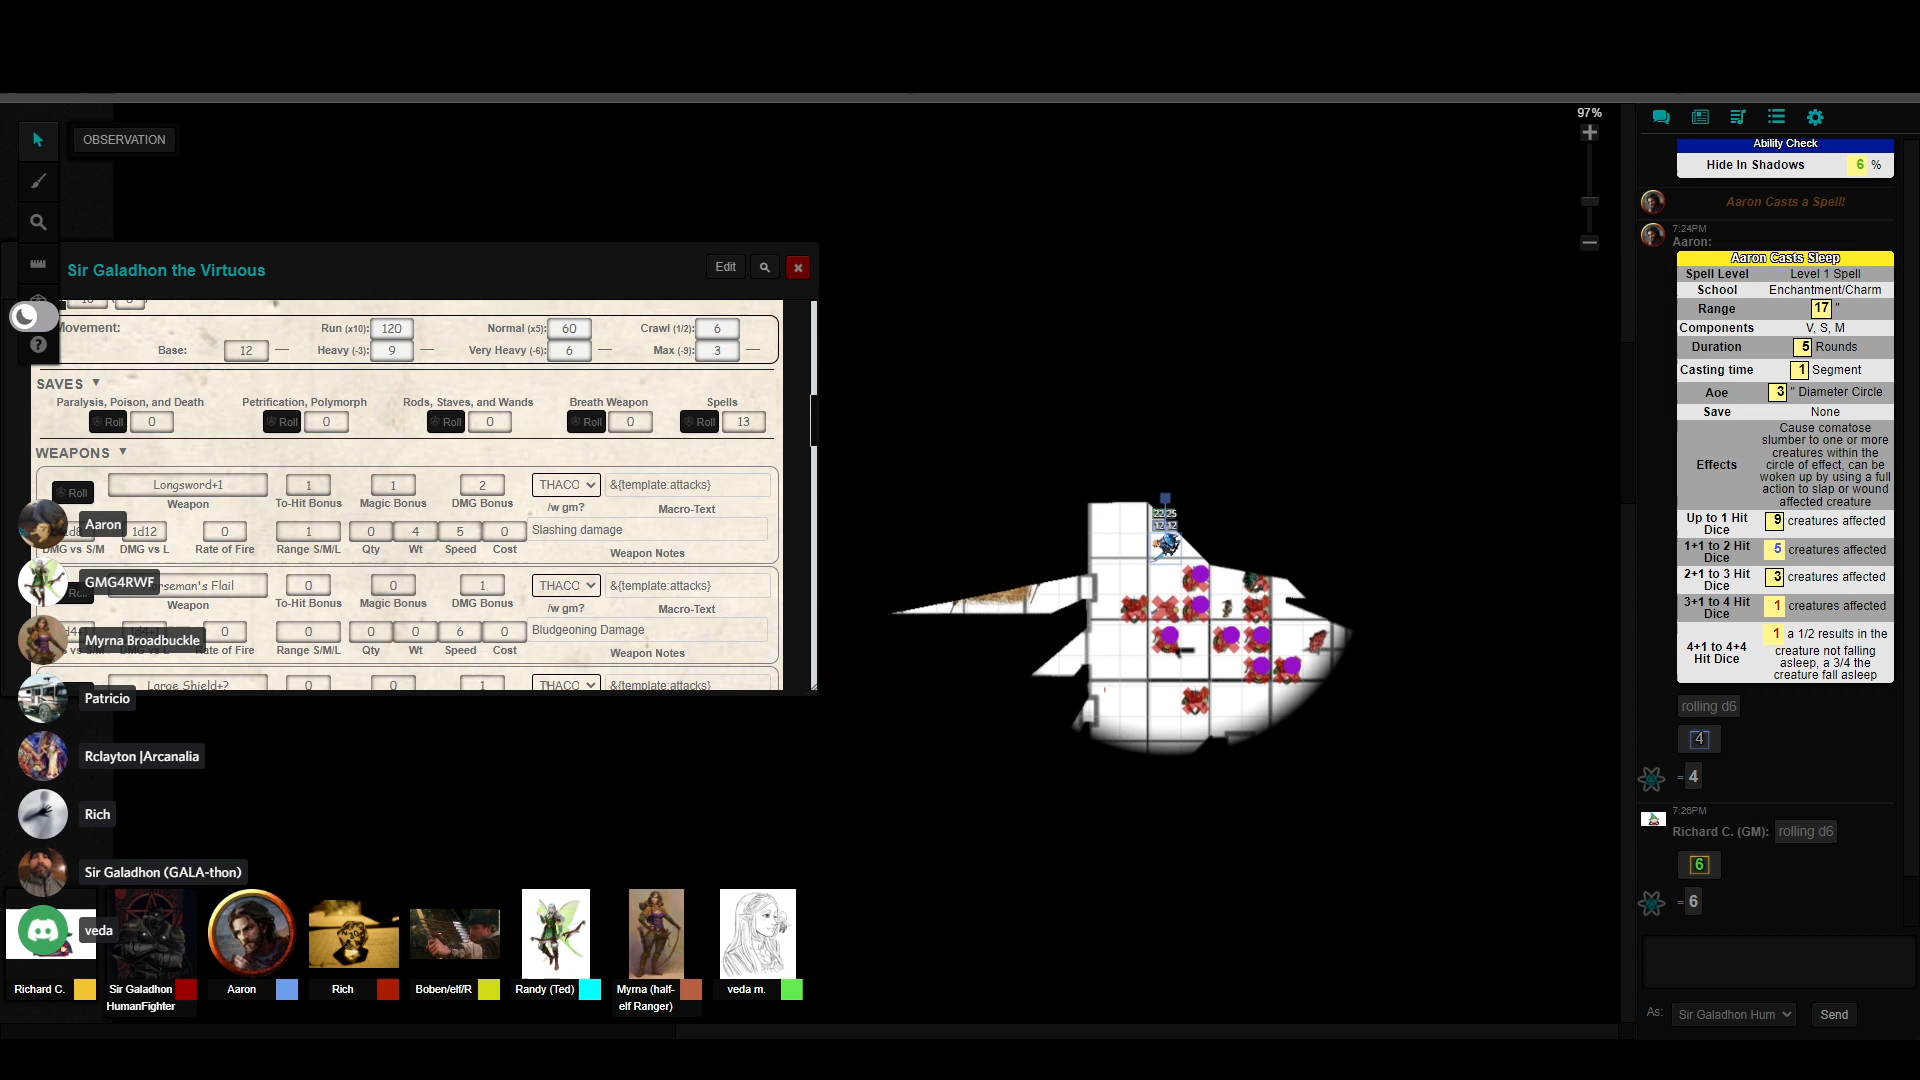 97%
OBSERVATION
Sir Galadhon the Virtuous
Edit
Movement:
Run (x10): 120
Normal (x5): 60
Crawl (1/2): 6
Base: 12
Heavy (-3): 9
Very Heavy (-6): 6
Max (-9): 3
SAVES
Paralysis, Poison, and Death
Petrification, Polymorph
Rods, Staves, and Wands
Breath Weapon
Spells
Roll 0
Roll 0
Roll 0
Roll 0
Roll 13
WEAPONS
Roll
Longsword+1
1
1
2
THACO
&{template:attacks}
Weapon
To-Hit Bonus
Magic Bonus
DMG Bonus
/w gm?
Macro-Text
1d12
0
1
0
4
5
0
Slashing damage
DMG vs S/M
DMG vs L
Rate of Fire
Range S/M/L
Qty
Wt
Speed
Cost
Weapon Notes
0
0
1
THACO
&{template:attacks}
Weapon
To-Hit Bonus
Magic Bonus
DMG Bonus
/w gm?
Macro-Text
0
0
0
0
6
0
Bludgeoning Damage
Rate of Fire
Range S/M/L
Qty
Wt
Speed
Cost
Weapon Notes
Large Shield+?
0
0
1
THACO
&{template:attacks}
Aaron
GMG4RWF
Myrna Broadbuckle
Patricio
Rclayton |Arcanalia
Rich
Sir Galadhon (GALA-thon)
veda
Richard C.
Sir Galadhon
HumanFighter
Aaron
Rich
Boben/elf/R
Randy (Ted)
Myrna (half-
elf Ranger)
veda m.
Ability Check
Hide In Shadows 6 %
Aaron Casts a Spell!
7:24PM
Aaron:
Aaron Casts Sleep
Spell Level Level 1 Spell
School Enchantment/Charm
Range 17 "
Components V, S, M
Duration 5 Rounds
Casting time 1 Segment
Aoe 3 " Diameter Circle
Save None
Effects
Cause comatose
slumber to one or more
creatures within the
circle of effect, can be
woken up by using a full
action to slap or wound
affected creature
Up to 1 Hit
Dice
9 creatures affected
1+1 to 2 Hit
Dice
5 creatures affected
2+1 to 3 Hit
Dice
3 creatures affected
3+1 to 4 Hit
Dice
1 creatures affected
4+1 to 4+4
Hit Dice
1 a 1/2 results in the
creature not falling
asleep, a 3/4 the
creature fall asleep
rolling d6
4
=4
7:26PM
Richard C. (GM): rolling d6
6
=6
As: Sir Galadhon Hum
Send